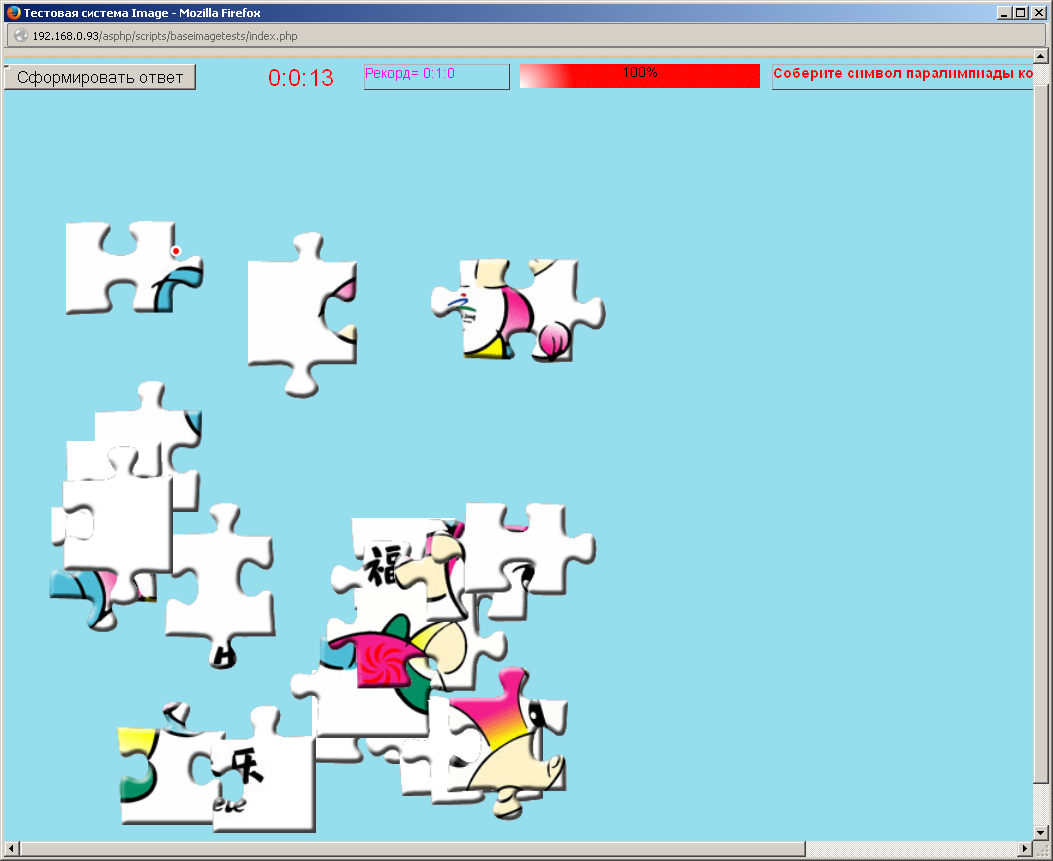 Тестовая система Image - Mozilla Firefox
192.168.0.93/asphp/scripts/baseimagetests/index.php
Сформировать ответ
0:0:13
Рекорд= 0:1:0
100%
Соберите символ паралимпиады ко
福
乐
eve